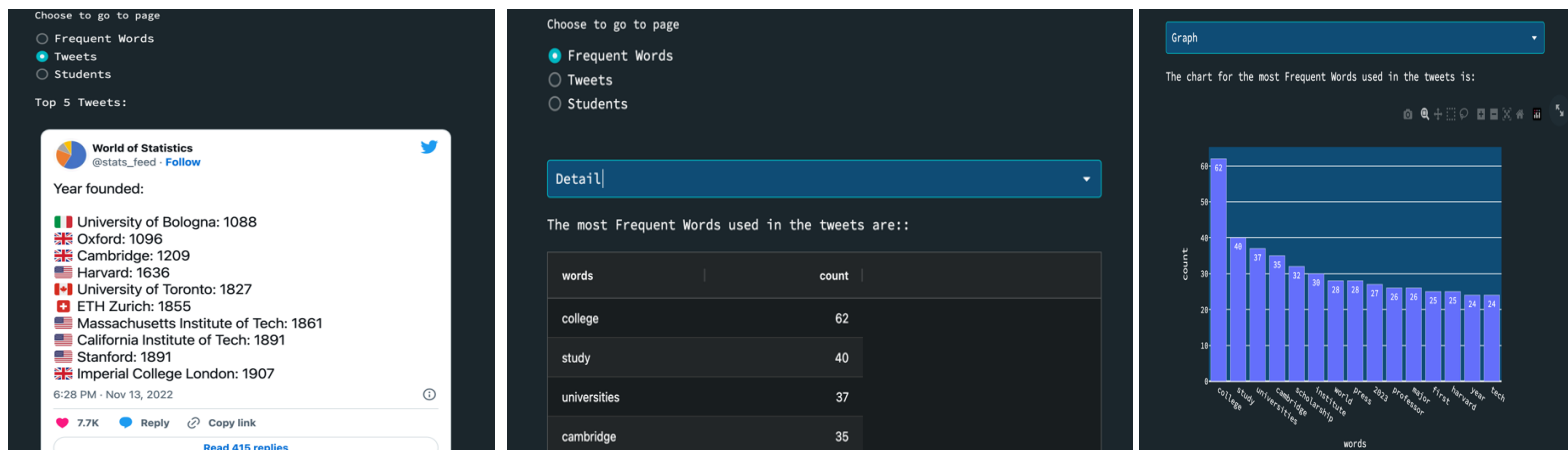 Choose to go to page
Frequent Words
Tweets
Students
Top 5 Tweets:
World of Statistics
@stats_feed · Follow
Year founded:
University of Bologna: 1088
Oxford: 1096
Cambridge: 1209
Harvard: 1636
University of Toronto: 1827
ETH Zurich: 1855
Massachusetts Institute of Tech: 1861
California Institute of Tech: 1891
Stanford: 1891
Imperial College London: 1907
6:28 PM · Nov 13, 2022
7.7K Reply Copy link
Read 415 replies
Choose to go to page
Frequent Words
Tweets
Students
Detail
The most Frequent Words used in the tweets are::
words count
college 62
study 40
universities 37
cambridge 35
Graph
The chart for the most Frequent Words used in the tweets is:
60
50
40
30
20
10
0
count
62 40 37 35 32 30 28 28 27 26 26 25 25 24 24
college study universities cambridge scholarship institute world press 2023 professor major first harvard year tech
words